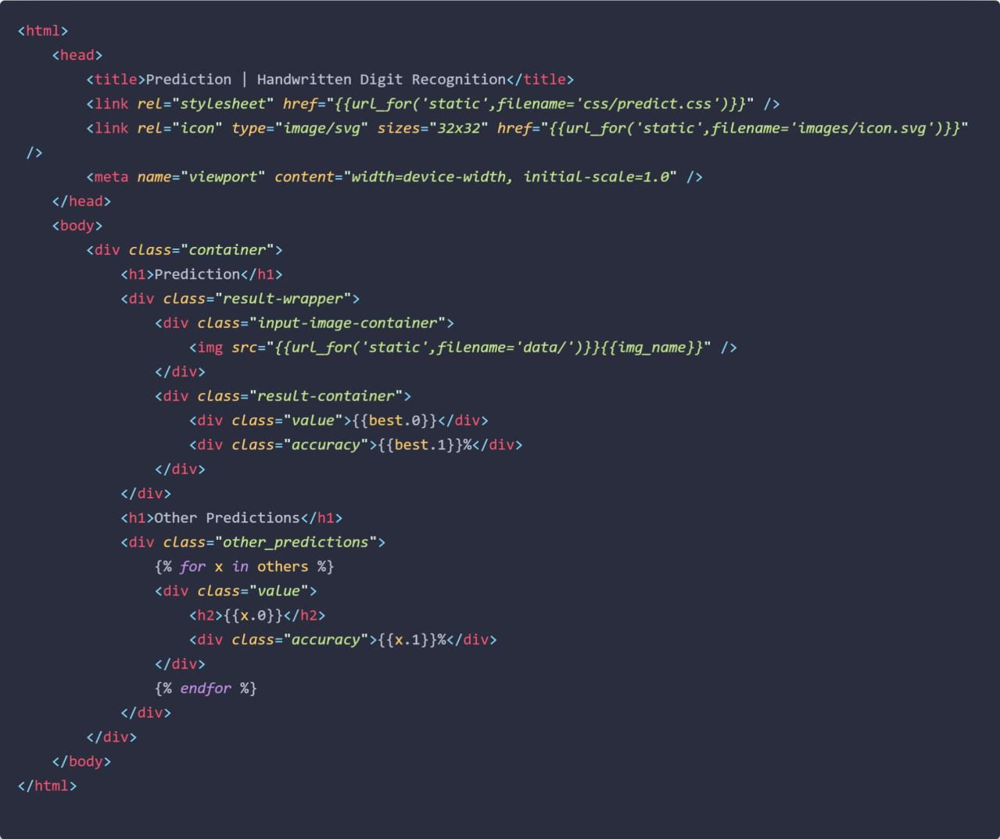 <html>
    <head>
        <title>Prediction | Handwritten Digit Recognition</title>
        <link rel="stylesheet" href="{{url_for('static',filename='css/predict.css')}}" />
        <link rel="icon" type="image/svg" sizes="32x32" href="{{url_for('static',filename='images/icon.svg')}}"
 />
        <meta name="viewport" content="width=device-width, initial-scale=1.0" />
    </head>
    <body>
        <div class="container">
            <h1>Prediction</h1>
            <div class="result-wrapper">
                <div class="input-image-container">
                    <img src="{{url_for('static',filename='data/')}}{{img_name}}" />
                </div>
                <div class="result-container">
                    <div class="value">{{best.0}}</div>
                    <div class="accuracy">{{best.1}}%</div>
                </div>
            </div>
            <h1>Other Predictions</h1>
            <div class="other_predictions">
                {% for x in others %}
                <div class="value">
                    <h2>{{x.0}}</h2>
                    <div class="accuracy">{{x.1}}%</div>
                </div>
                {% endfor %}
            </div>
        </div>
    </body>
</html>